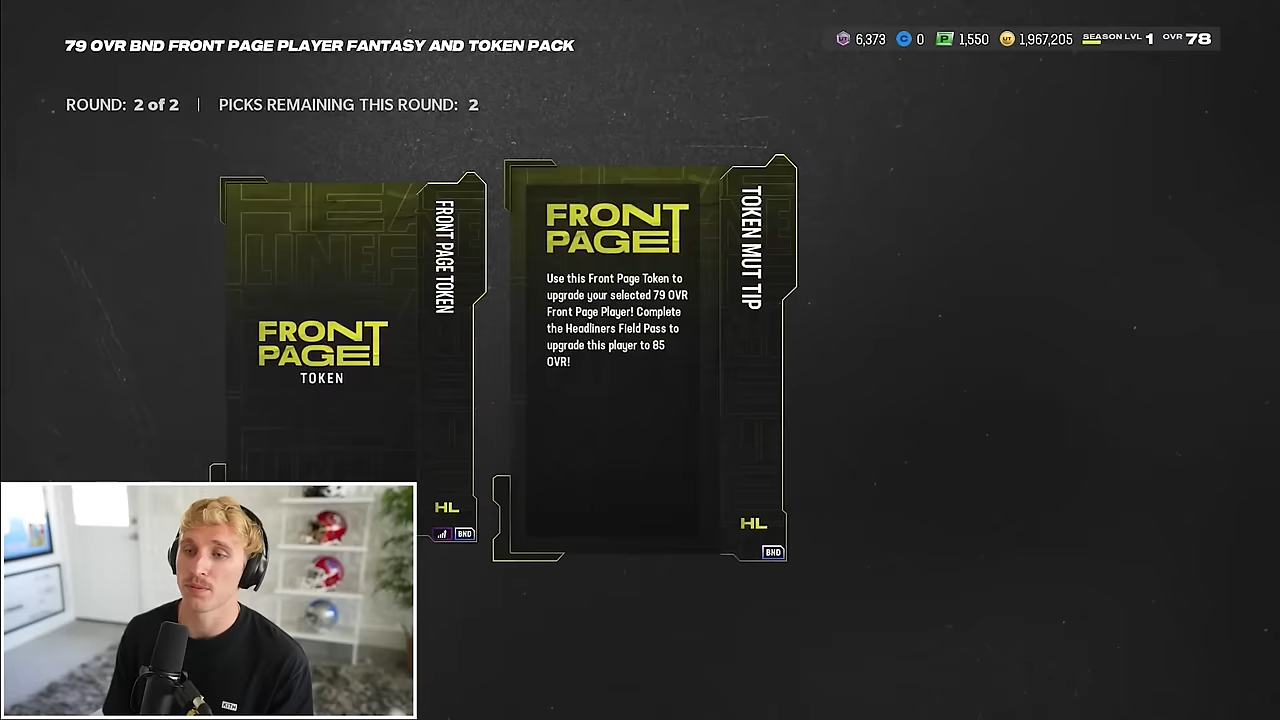 79 OVR BND FRONT PAGE PLAYER FANTASY AND TOKEN PACK
6,373 C 0 P 1,550 UT 1,967,205 SEASON LVL 1 OVR 78
ROUND: 2 of 2 | PICKS REMAINING THIS ROUND: 2
HEADLINERS
FRONT PAGE!
TOKEN
FRONT PAGE TOKEN
HL
BND
FRONT
PAGE!
Use this Front Page Token to
upgrade your selected 79 OVR
Front Page Player! Complete
the Headliners Field Pass to
upgrade this player to 85
OVR!
TOKEN MUT TIP
HL
BND
KITH